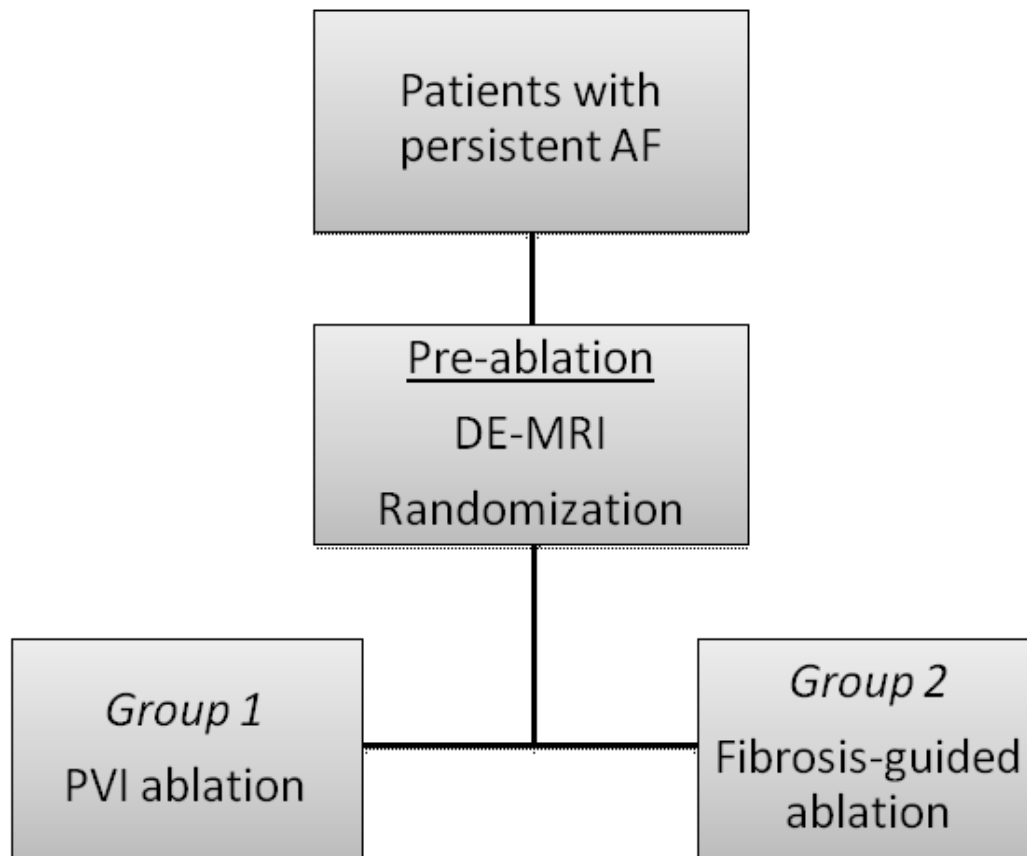 Patients with
persistent AF
Pre-ablation
DE-MRI
Randomization
Group 1
PVI ablation
Group 2
Fibrosis-guided
ablation